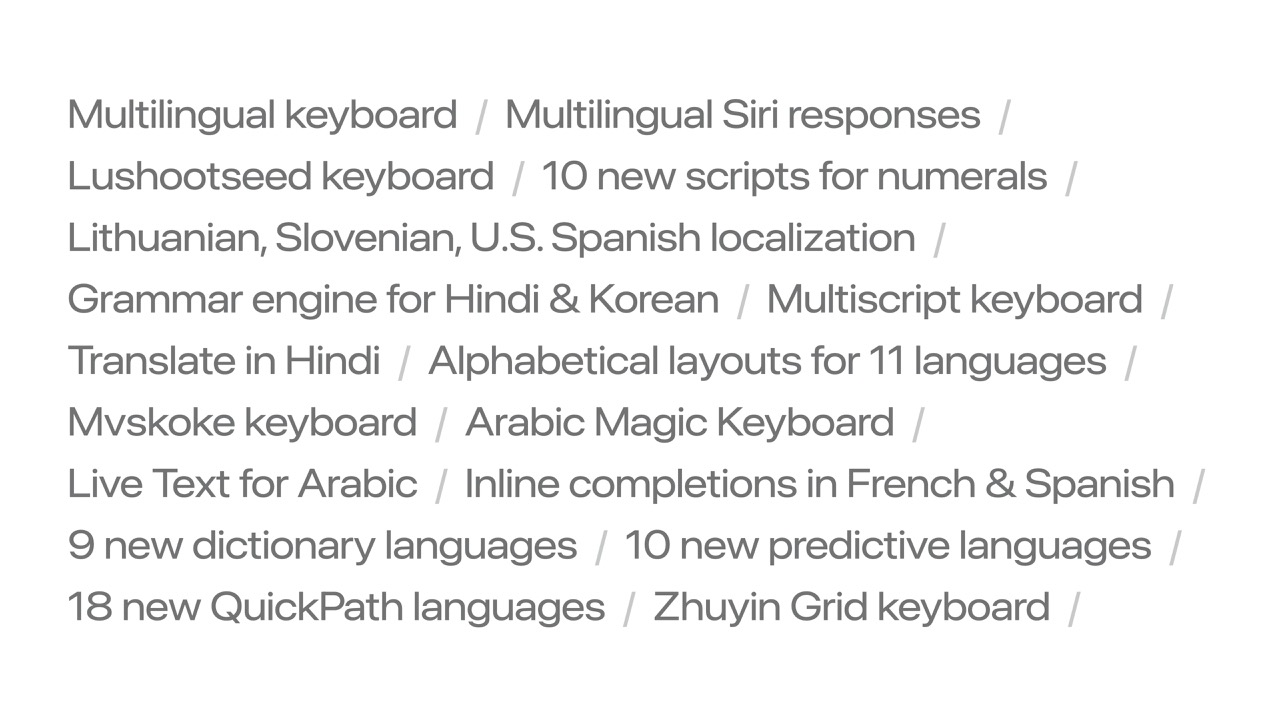 Multilingual keyboard / Multilingual Siri responses /
Lushootseed keyboard / 10 new scripts for numerals /
Lithuanian, Slovenian, U.S. Spanish localization /
Grammar engine for Hindi & Korean / Multiscript keyboard /
Translate in Hindi / Alphabetical layouts for 11 languages /
Mvskoke keyboard / Arabic Magic Keyboard /
Live Text for Arabic / Inline completions in French & Spanish /
9 new dictionary languages / 10 new predictive languages /
18 new QuickPath languages / Zhuyin Grid keyboard /